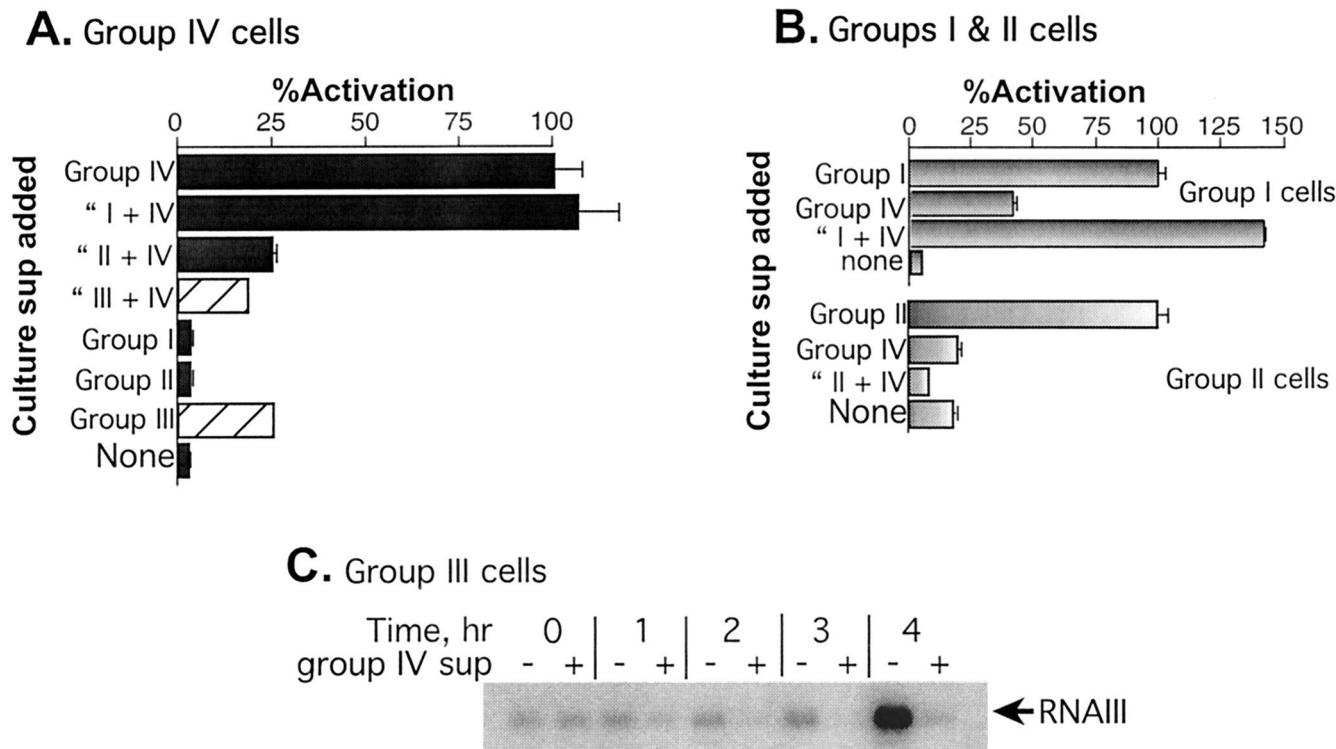 A. Group IV cells
%Activation
0 25 50 75 100
Culture sup added
Group IV
“ I + IV
“ II + IV
“ III + IV
Group I
Group II
Group III
None
B. Groups I & II cells
%Activation
0 25 50 75 100 125 150
Culture sup added
Group I
Group IV
“ I + IV
none
Group I cells
Group II
Group IV
“ II + IV
None
Group II cells
C. Group III cells
Time, hr 0 1 2 3 4
group IV sup - + - + - + - + - +
RNAIII